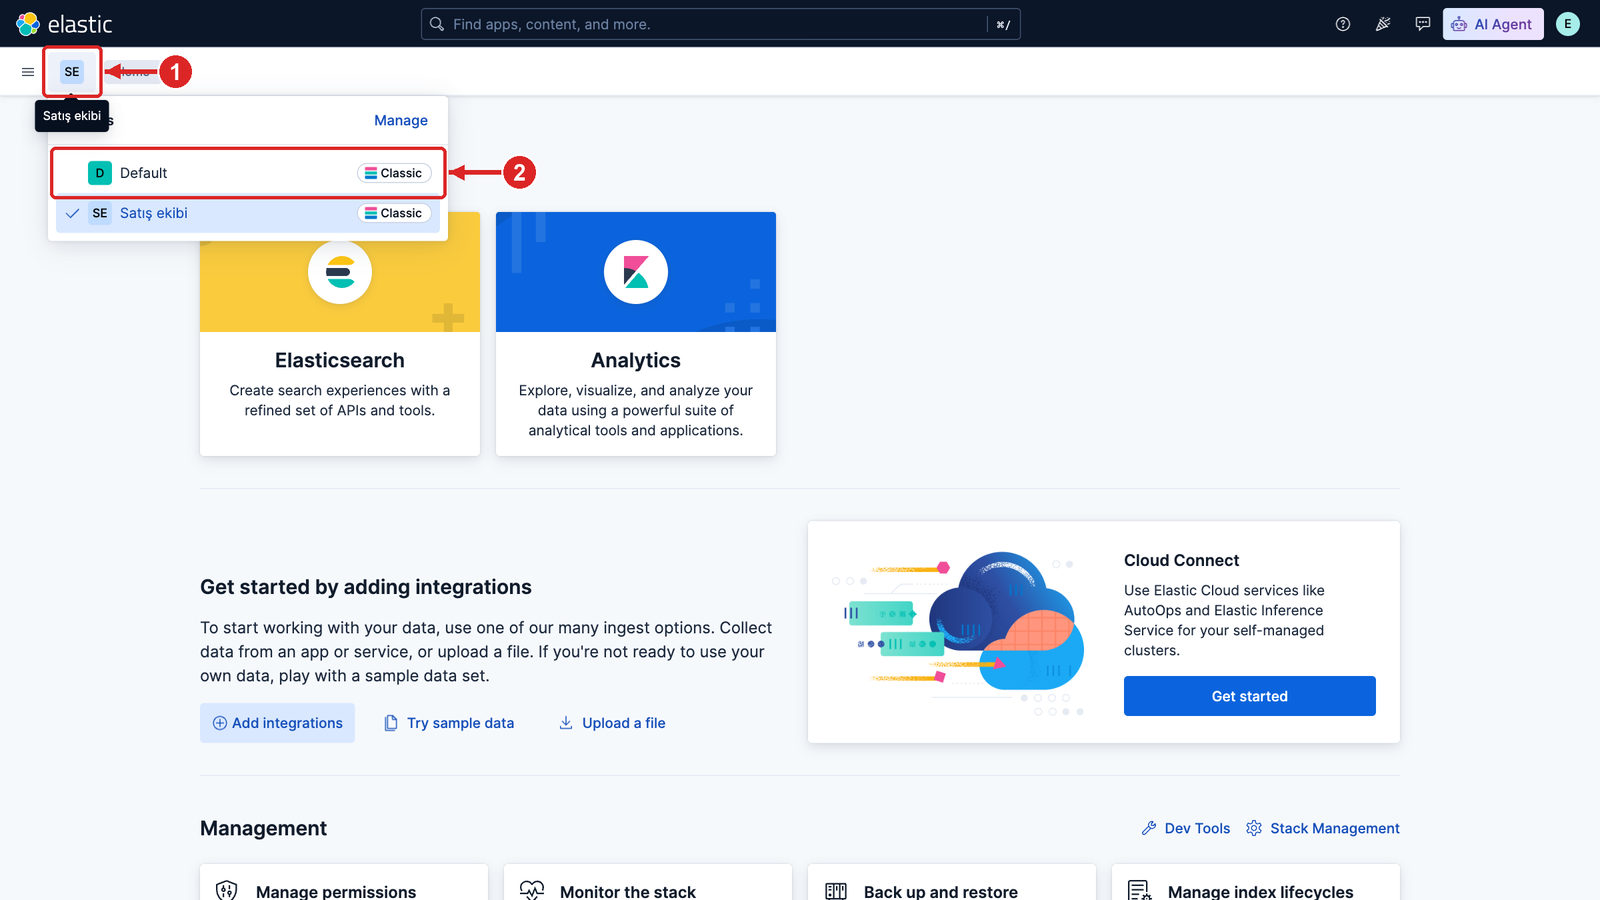 elastic
Find apps, content, and more.
⌘/
AI Agent
E
SE
1
Satış ekibi
Manage
D Default
Classic
2
SE Satış ekibi
Classic
Elasticsearch
Create search experiences with a
refined set of APIs and tools.
Analytics
Explore, visualize, and analyze your
data using a powerful suite of
analytical tools and applications.
Get started by adding integrations
To start working with your data, use one of our many ingest options. Collect
data from an app or service, or upload a file. If you're not ready to use your
own data, play with a sample data set.
Add integrations
Try sample data
Upload a file
Cloud Connect
Use Elastic Cloud services like
AutoOps and Elastic Inference
Service for your self-managed
clusters.
Get started
Management
Dev Tools
Stack Management
Manage permissions
Monitor the stack
Back up and restore
Manage index lifecycles